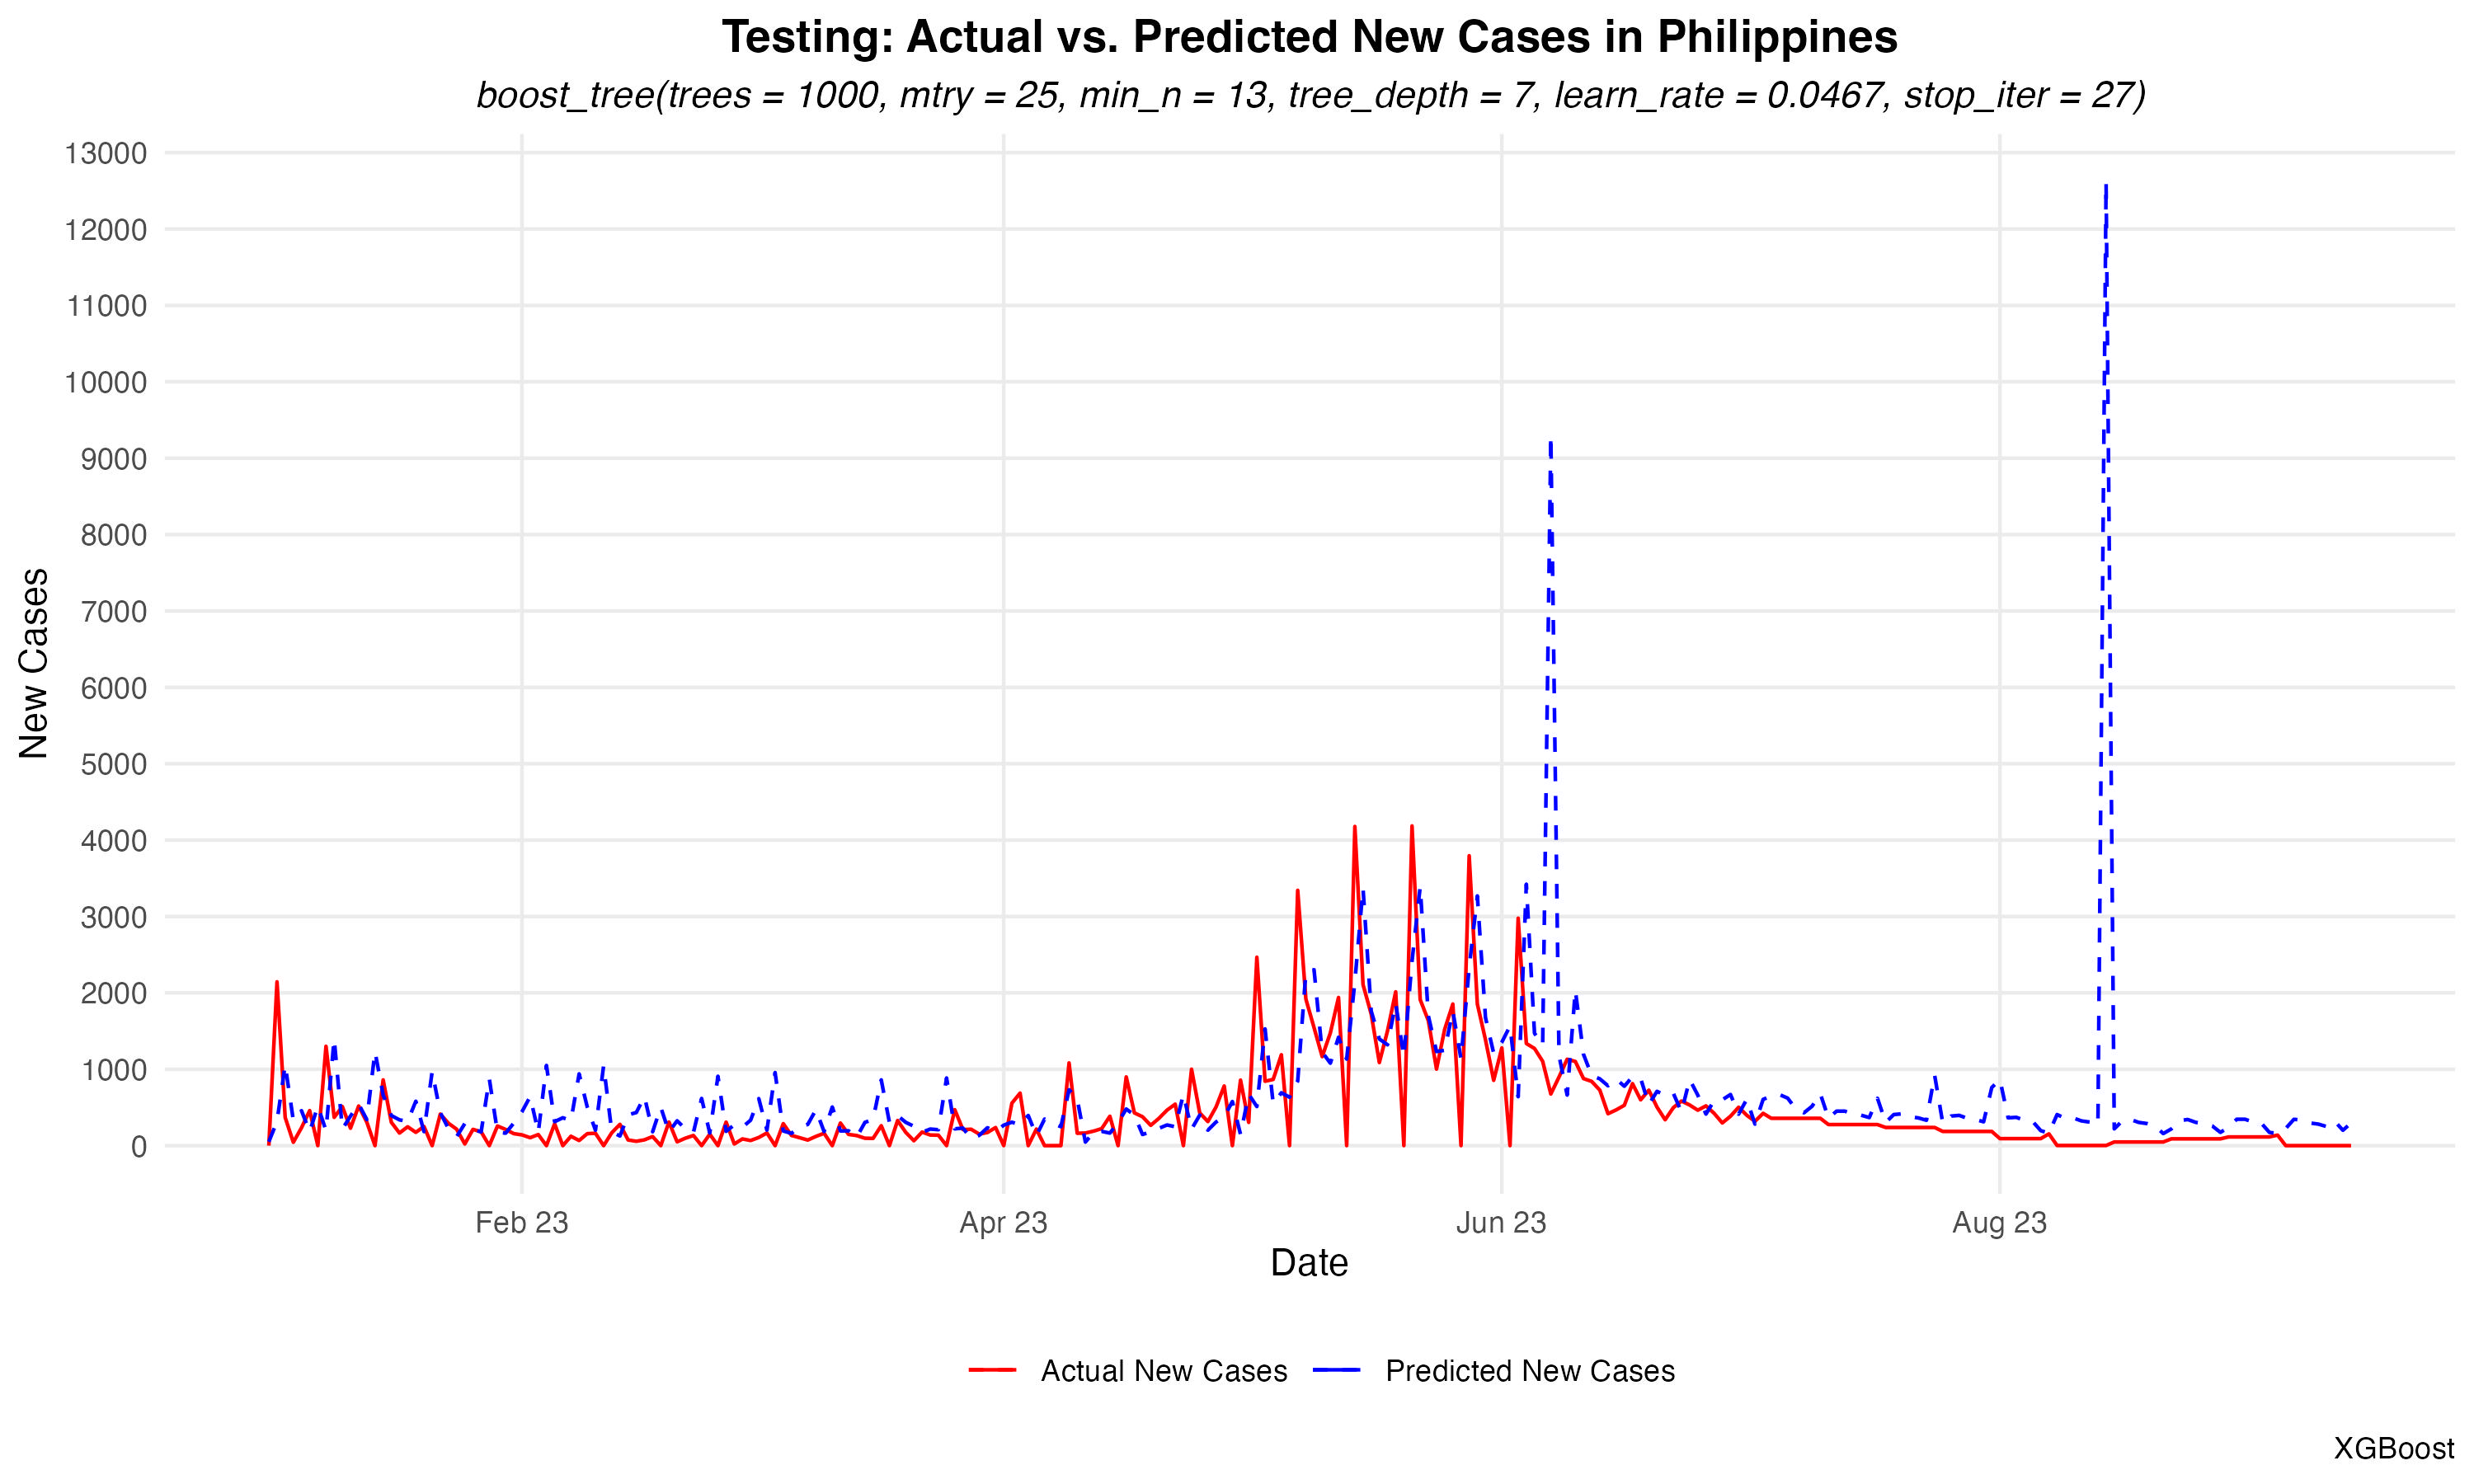 Testing: Actual vs. Predicted New Cases in Philippines
boost_tree(trees = 1000, mtry = 25, min_n = 13, tree_depth = 7, learn_rate = 0.0467, stop_iter = 27)
New Cases
13000
12000
11000
10000
9000
8000
7000
6000
5000
4000
3000
2000
1000
0
Feb 23 Apr 23 Jun 23 Aug 23
Date
Actual New Cases Predicted New Cases
XGBoost